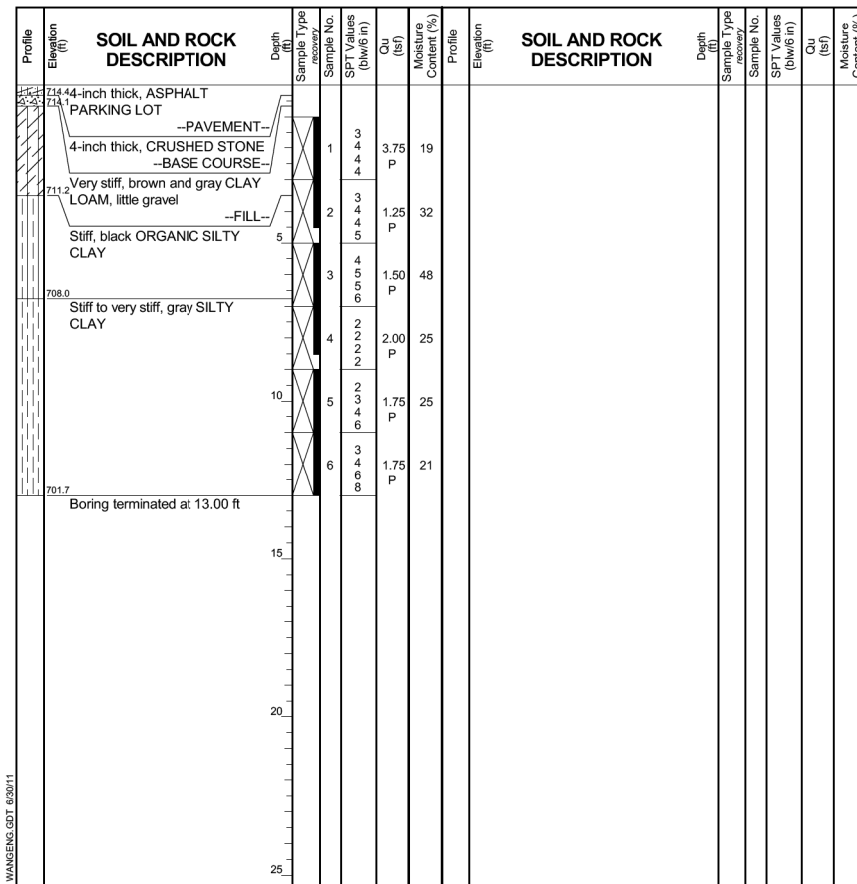 Profile
Elevation
(ft)
SOIL AND ROCK
DESCRIPTION
Depth
(ft)
Sample Type
recovery
Sample No.
SPT Values
(blw/6 in)
Qu
(tsf)
Moisture
Content (%)
Profile
Elevation
(ft)
SOIL AND ROCK
DESCRIPTION
Depth
(ft)
Sample Type
recovery
Sample No.
SPT Values
(blw/6 in)
Qu
(tsf)
Moisture
Content (%)
714.4 4-inch thick, ASPHALT
714.1 PARKING LOT
--PAVEMENT--
4-inch thick, CRUSHED STONE
--BASE COURSE--
Very stiff, brown and gray CLAY
711.2 LOAM, little gravel
--FILL--
Stiff, black ORGANIC SILTY
CLAY
708.0
Stiff to very stiff, gray SILTY
CLAY
701.7
Boring terminated at 13.00 ft
5
10
15
20
25
1
3
4
4
4
3.75
P
19
2
3
4
4
5
1.25
P
32
3
4
5
5
6
1.50
P
48
4
2
2
2
2
2.00
P
25
5
2
3
4
6
1.75
P
25
6
3
4
6
8
1.75
P
21
WANGENG.GDT 6/30/11